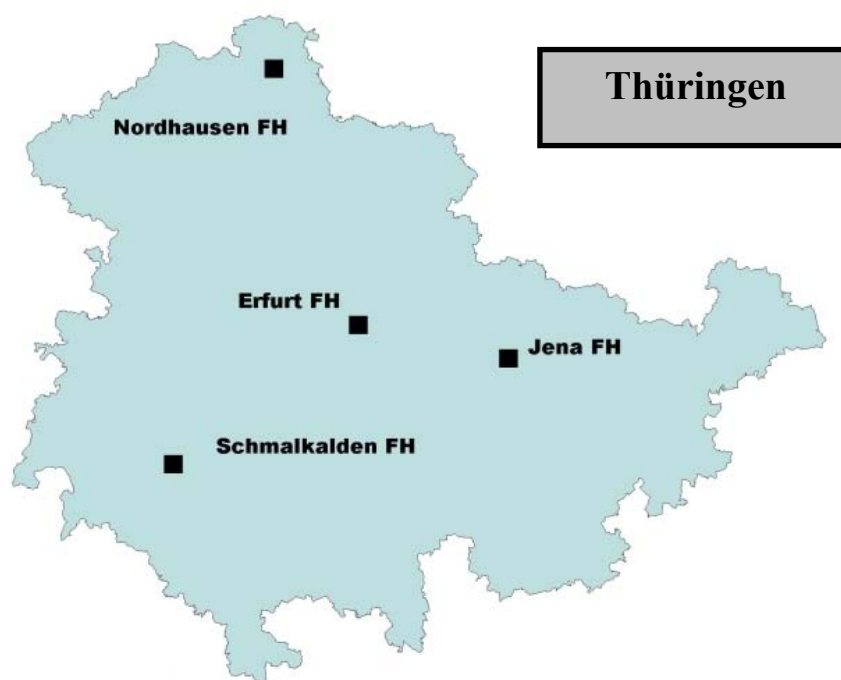 Thüringen
Nordhausen FH
Erfurt FH
Jena FH
Schmalkalden FH